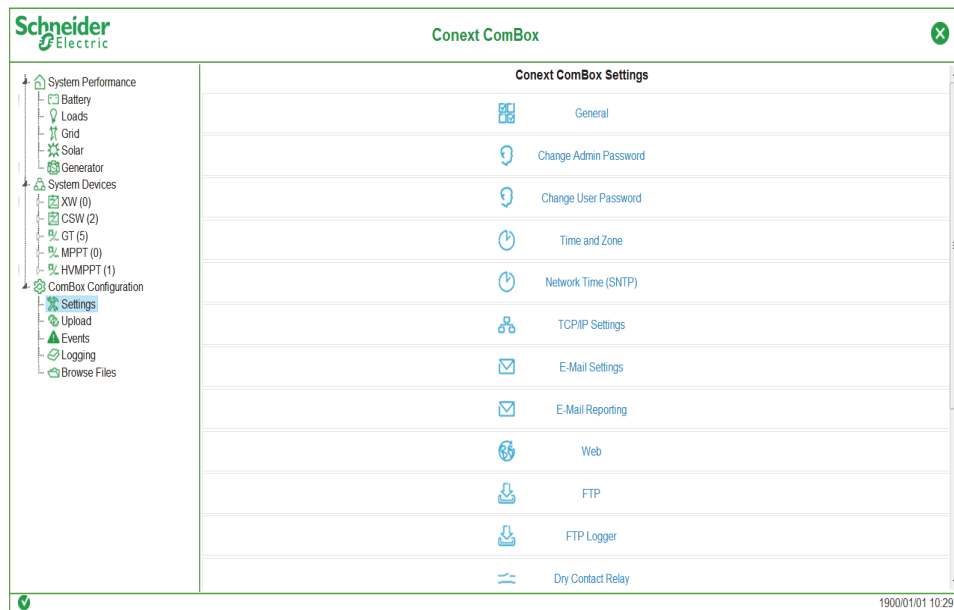 Schneider
Electric
Conext ComBox
System Performance
Battery
Loads
Grid
Solar
Generator
System Devices
XW (0)
CSW (2)
GT (5)
MPPT (0)
HVMPPT (1)
ComBox Configuration
Settings
Upload
Events
Logging
Browse Files
Conext ComBox Settings
General
Change Admin Password
Change User Password
Time and Zone
Network Time (SNTP)
TCP/IP Settings
E-Mail Settings
E-Mail Reporting
Web
FTP
FTP Logger
Dry Contact Relay
1900/01/01 10:29